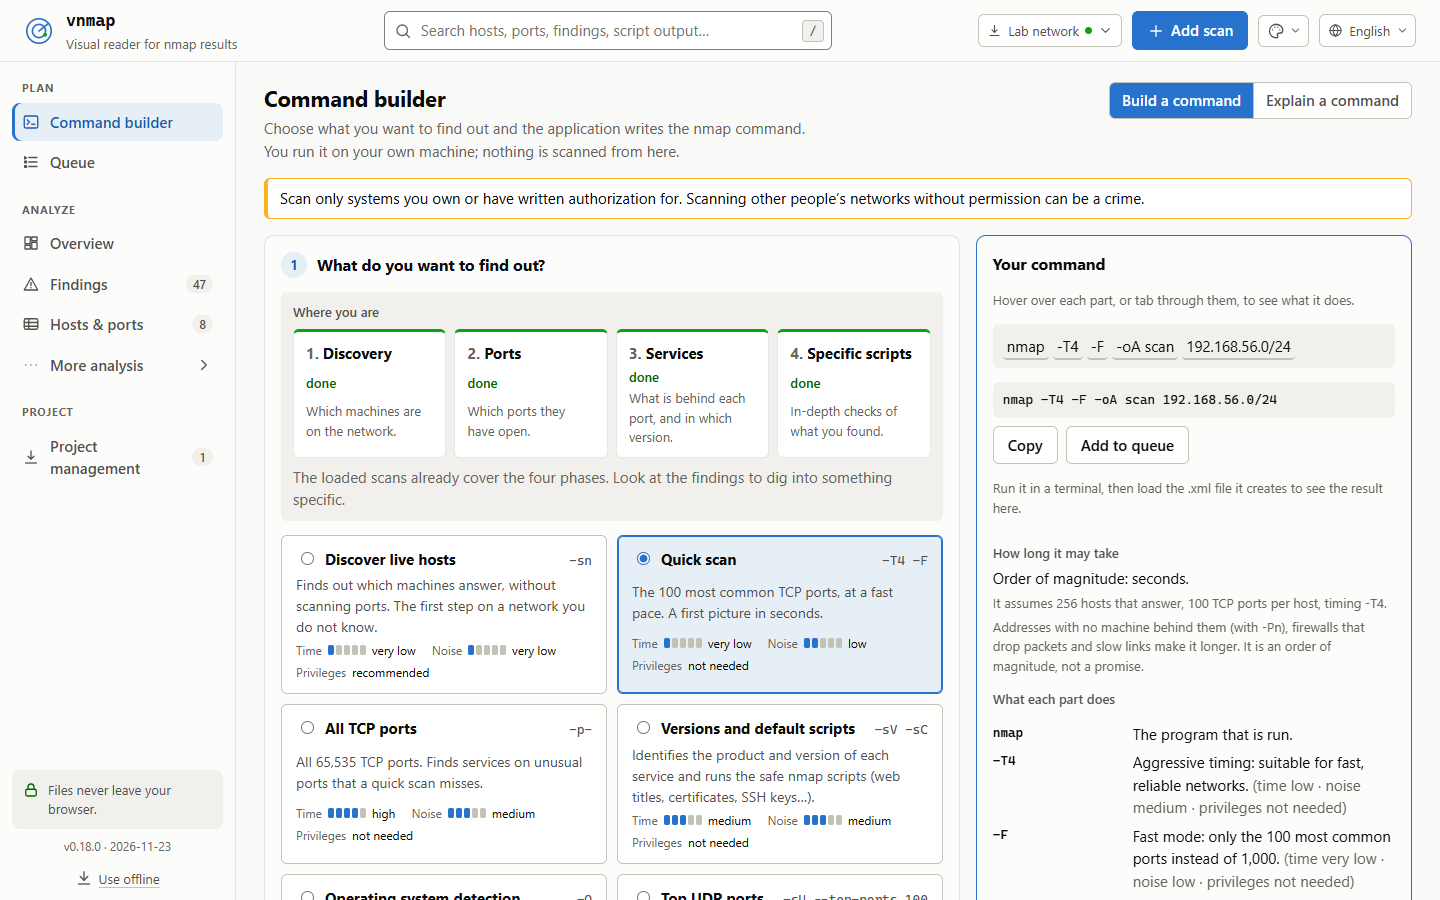 vnmap
Visual reader for nmap results
Search hosts, ports, findings, script output...
/
Lab network
Add scan
English
PLAN
Command builder
Queue
ANALYZE
Overview
Findings 47
Hosts & ports 8
More analysis
PROJECT
Project
management
1
Files never leave your
browser.
v0.18.0 · 2026-11-23
Use offline
Command builder
Choose what you want to find out and the application writes the nmap command.
You run it on your own machine; nothing is scanned from here.
Build a command
Explain a command
Scan only systems you own or have written authorization for. Scanning other people’s networks without permission can be a crime.
1 What do you want to find out?
Where you are
1. Discovery
done
Which machines are
on the network.
2. Ports
done
Which ports they
have open.
3. Services
done
What is behind each
port, and in which
version.
4. Specific scripts
done
In-depth checks of
what you found.
The loaded scans already cover the four phases. Look at the findings to dig into something
specific.
Discover live hosts -sn
Finds out which machines answer, without
scanning ports. The first step on a network you
do not know.
Time very low Noise very low
Privileges recommended
Quick scan -T4 -F
The 100 most common TCP ports, at a fast
pace. A first picture in seconds.
Time very low Noise low
Privileges not needed
All TCP ports -p-
All 65,535 TCP ports. Finds services on unusual
ports that a quick scan misses.
Time high Noise medium
Privileges not needed
Versions and default scripts -sV -sC
Identifies the product and version of each
service and runs the safe nmap scripts (web
titles, certificates, SSH keys...).
Time medium Noise medium
Privileges not needed
Operating system detection -O
Top UDP ports -sU --top-ports 100
Your command
Hover over each part, or tab through them, to see what it does.
nmap -T4 -F -oA scan 192.168.56.0/24
nmap -T4 -F -oA scan 192.168.56.0/24
Copy
Add to queue
Run it in a terminal, then load the .xml file it creates to see the result
here.
How long it may take
Order of magnitude: seconds.
It assumes 256 hosts that answer, 100 TCP ports per host, timing -T4.
Addresses with no machine behind them (with -Pn), firewalls that
drop packets and slow links make it longer. It is an order of
magnitude, not a promise.
What each part does
nmap The program that is run.
-T4 Aggressive timing: suitable for fast,
reliable networks. (time low · noise
medium · privileges not needed)
-F Fast mode: only the 100 most common
ports instead of 1,000. (time very low ·
noise low · privileges not needed)